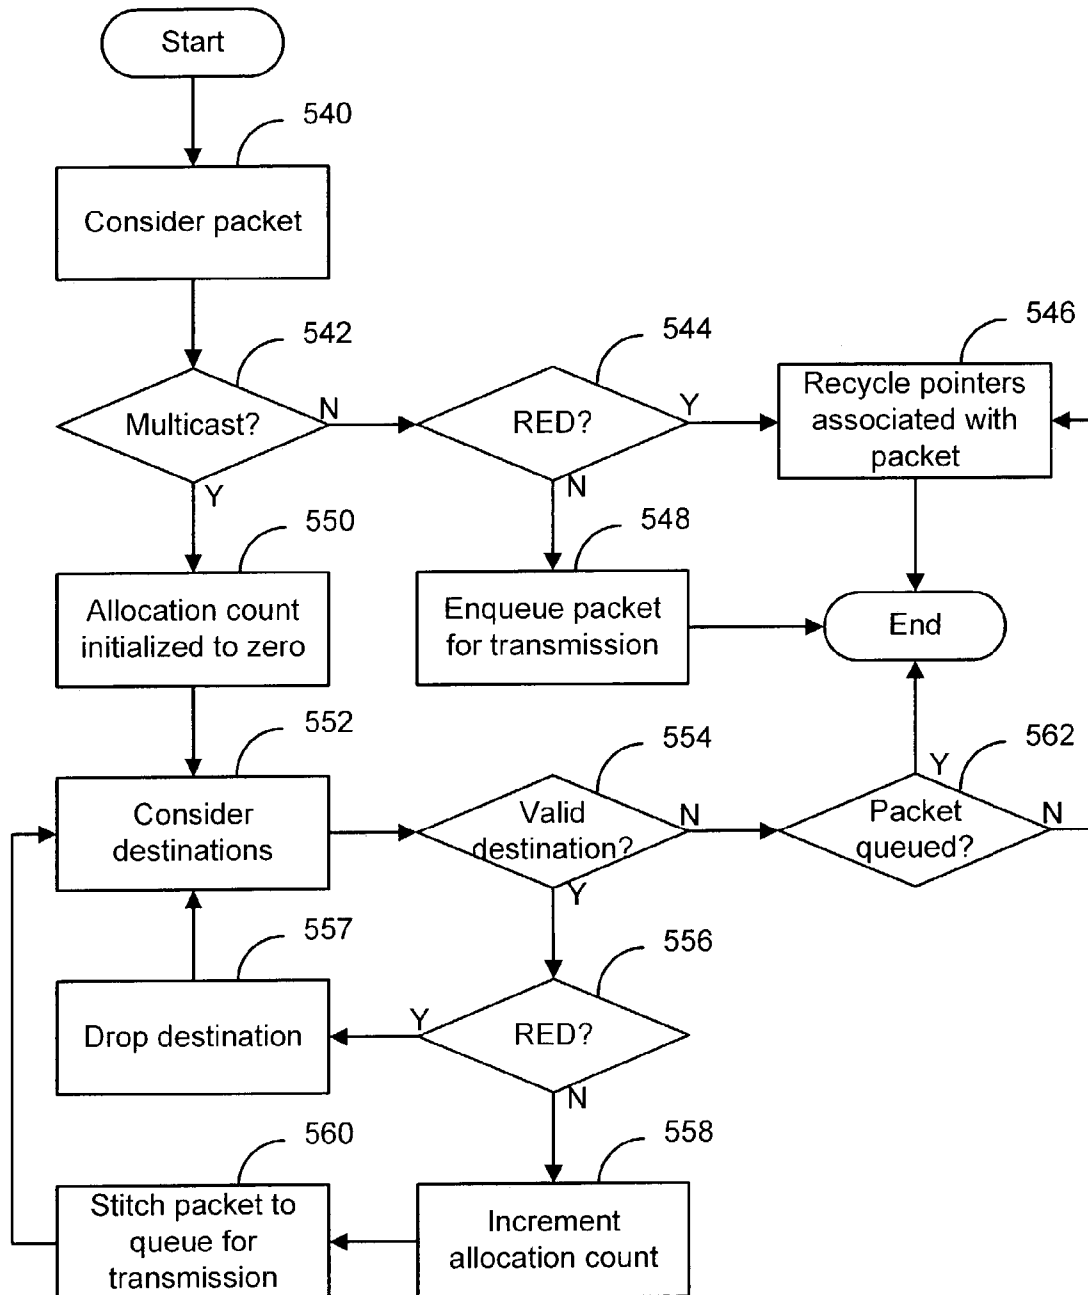 Start
540
Consider packet
542
544
546
Multicast?
N
RED?
Y
Recycle pointers
associated with
packet
Y
N
550
548
Allocation count
initialized to zero
Enqueue packet
for transmission
End
552
554
562
Consider
destinations
Valid
destination?
N
Y
Packet
queued?
N
Y
557
556
Drop destination
Y
RED?
N
560
558
Stitch packet to
queue for
transmission
Increment
allocation count